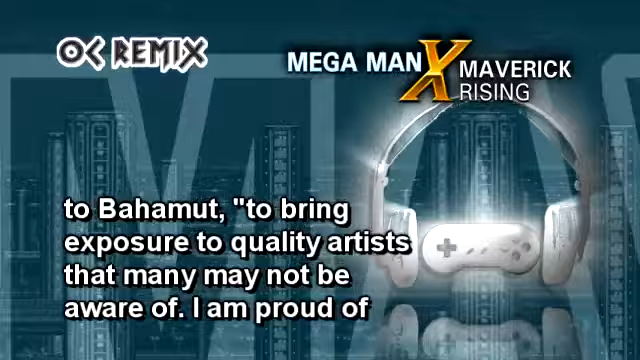 OC REMIX
MEGA MAN X MAVERICK
RISING
to Bahamut, "to bring
exposure to quality artists
that many may not be
aware of. I am proud of